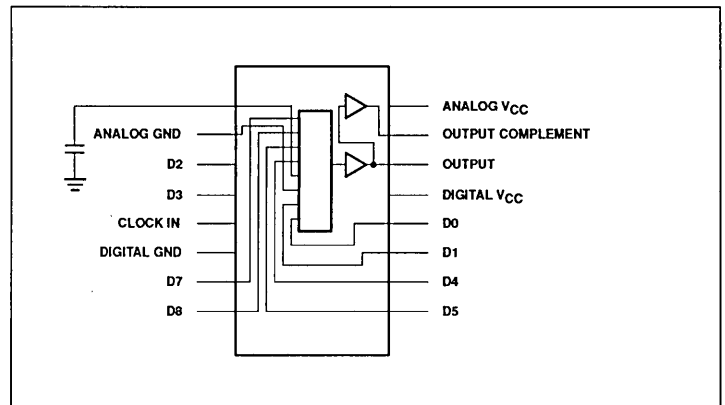 ANALOG VCC
ANALOG GND OUTPUT COMPLEMENT
D2 OUTPUT
D3 DIGITAL VCC
CLOCK IN D0
DIGITAL GND D1
D7 D4
D8 D5